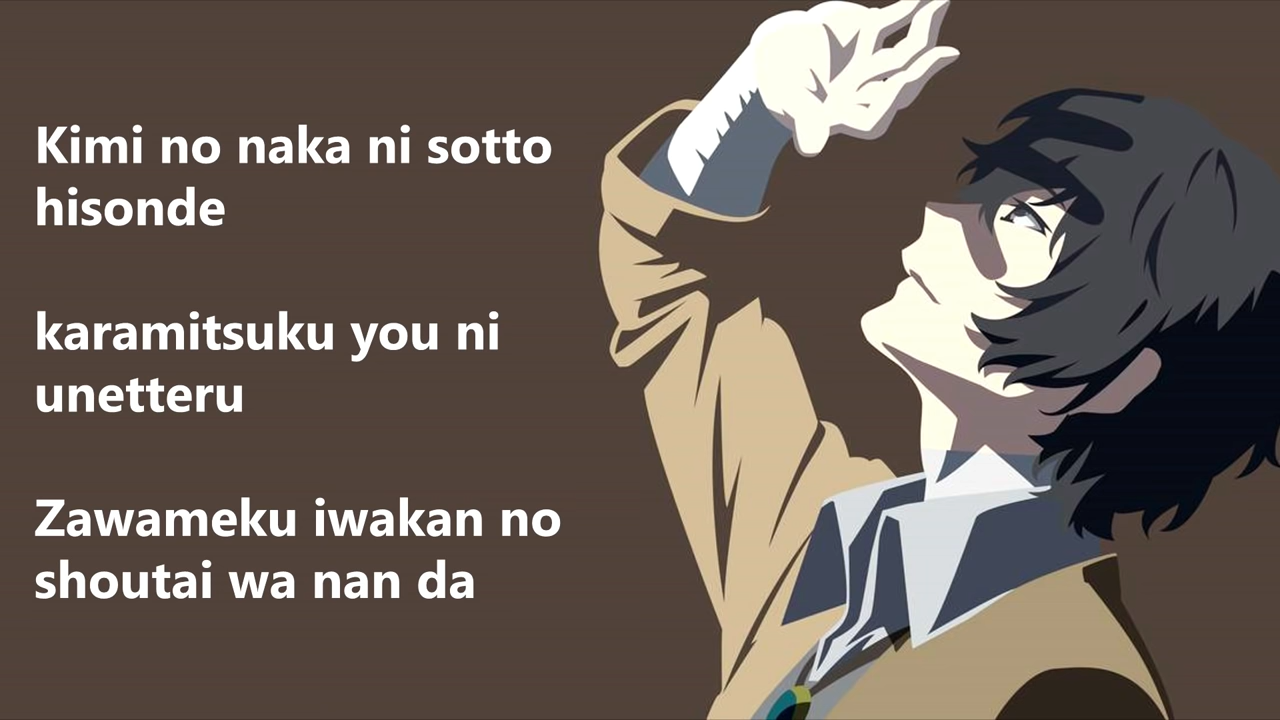 Kimi no naka ni sotto
hisonde
karamitsuku you ni
unetteru
Zawameku iwakan no
shoutai wa nan da